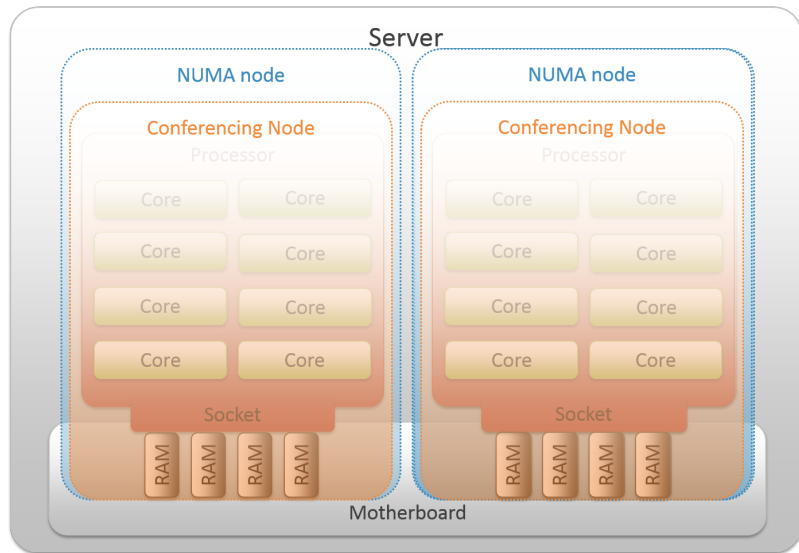 Server
NUMA node
NUMA node
Conferencing Node
Conferencing Node
Processor
Processor
Core Core
Core Core
Core Core
Core Core
Core Core
Core Core
Core Core
Core Core
Socket
Socket
RAM RAM RAM RAM
RAM RAM RAM RAM
Motherboard